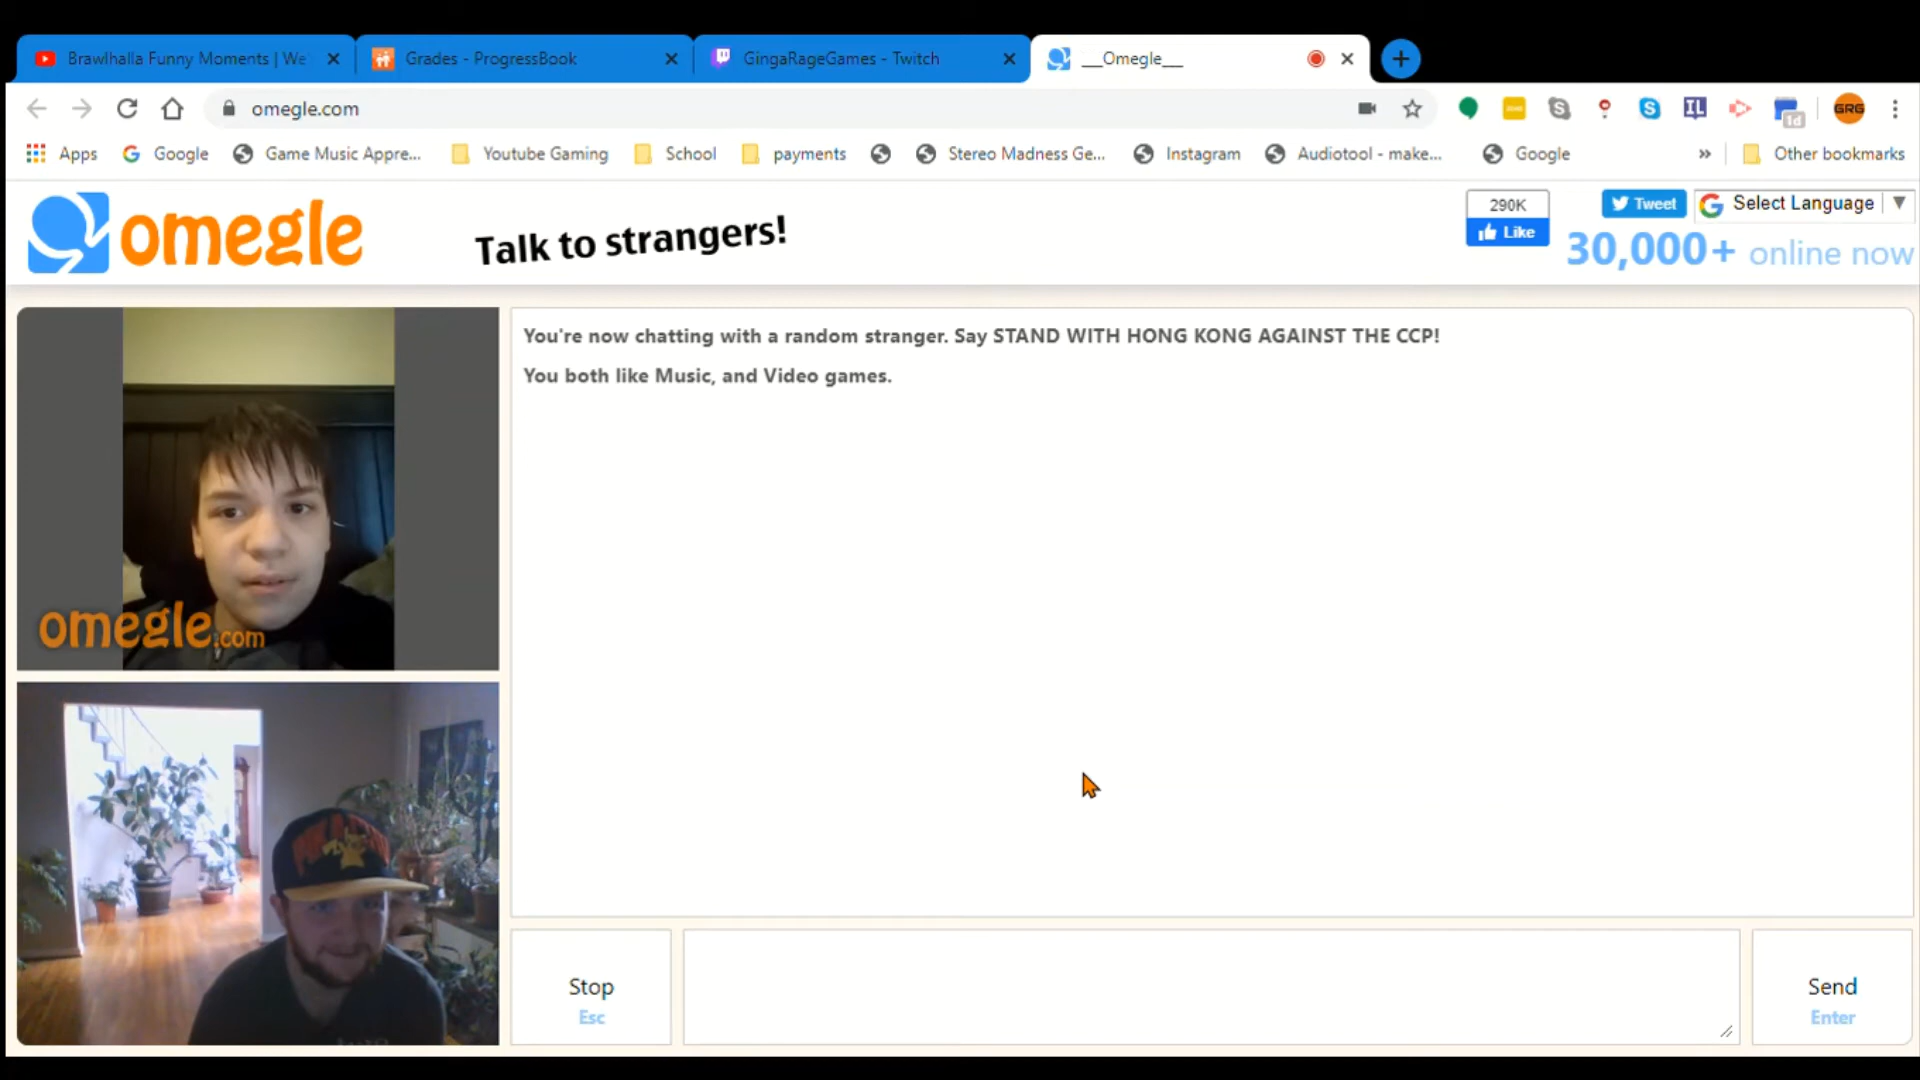 Brawlhalla Funny Moments | We'
Grades - ProgressBook
GingaRageGames - Twitch
__Omegle__
omegle.com
IL
1d
GRG
Apps
Google
Game Music Appre...
Youtube Gaming
School
payments
Stereo Madness Ge...
Instagram
Audiotool - make...
Google
»
Other bookmarks
omegle
Talk to strangers!
290K
Like
Tweet
Select Language
30,000+ online now
You're now chatting with a random stranger. Say STAND WITH HONG KONG AGAINST THE CCP!
You both like Music, and Video games.
omegle.com
Stop
Esc
Send
Enter